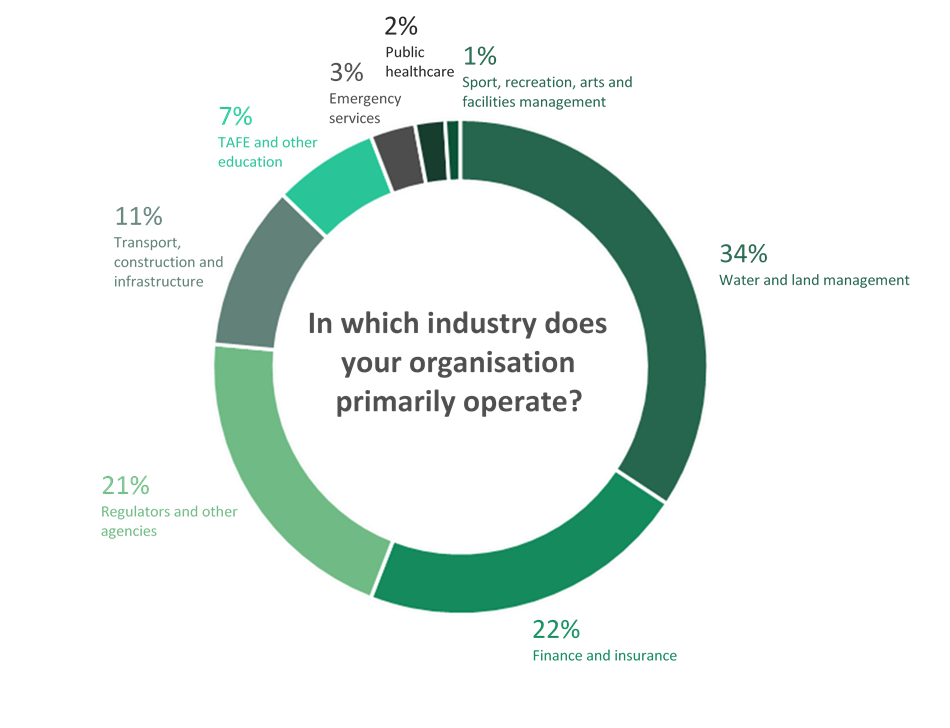 2%
Public
healthcare
1%
Sport, recreation, arts and
facilities management
3%
Emergency
services
7%
TAFE and other
education
11%
Transport,
construction and
infrastructure
34%
Water and land management
In which industry does
your organisation
primarily operate?
21%
Regulators and other
agencies
22%
Finance and insurance